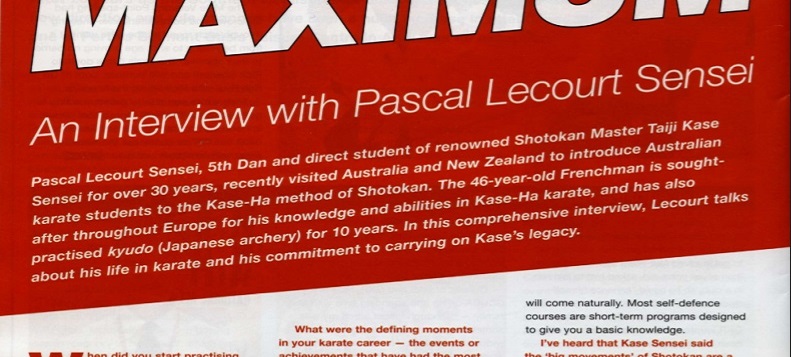 MAXIMUM
An Interview with Pascal Lecourt Sensei
Pascal Lecourt Sensei, 5th Dan and direct student of renowned Shotokan Master Taiji Kase
Sensei for over 30 years, recently visited Australia and New Zealand to introduce Australian
karate students to the Kase-Ha method of Shotokan. The 46-year-old Frenchman is sought-
after throughout Europe for his knowledge and abilities in Kase-Ha karate, and has also
practised kyudo (Japanese archery) for 10 years. In this comprehensive interview, Lecourt talks
about his life in karate and his commitment to carrying on Kase's legacy.
When did you start practising
What were the defining moments
in your karate career — the events or
achievements that have had the most
will come naturally. Most self-defence
courses are short-term programs designed
to give you a basic knowledge.
I've heard that Kase Sensei said
the 'big movements' of Shotokan are a